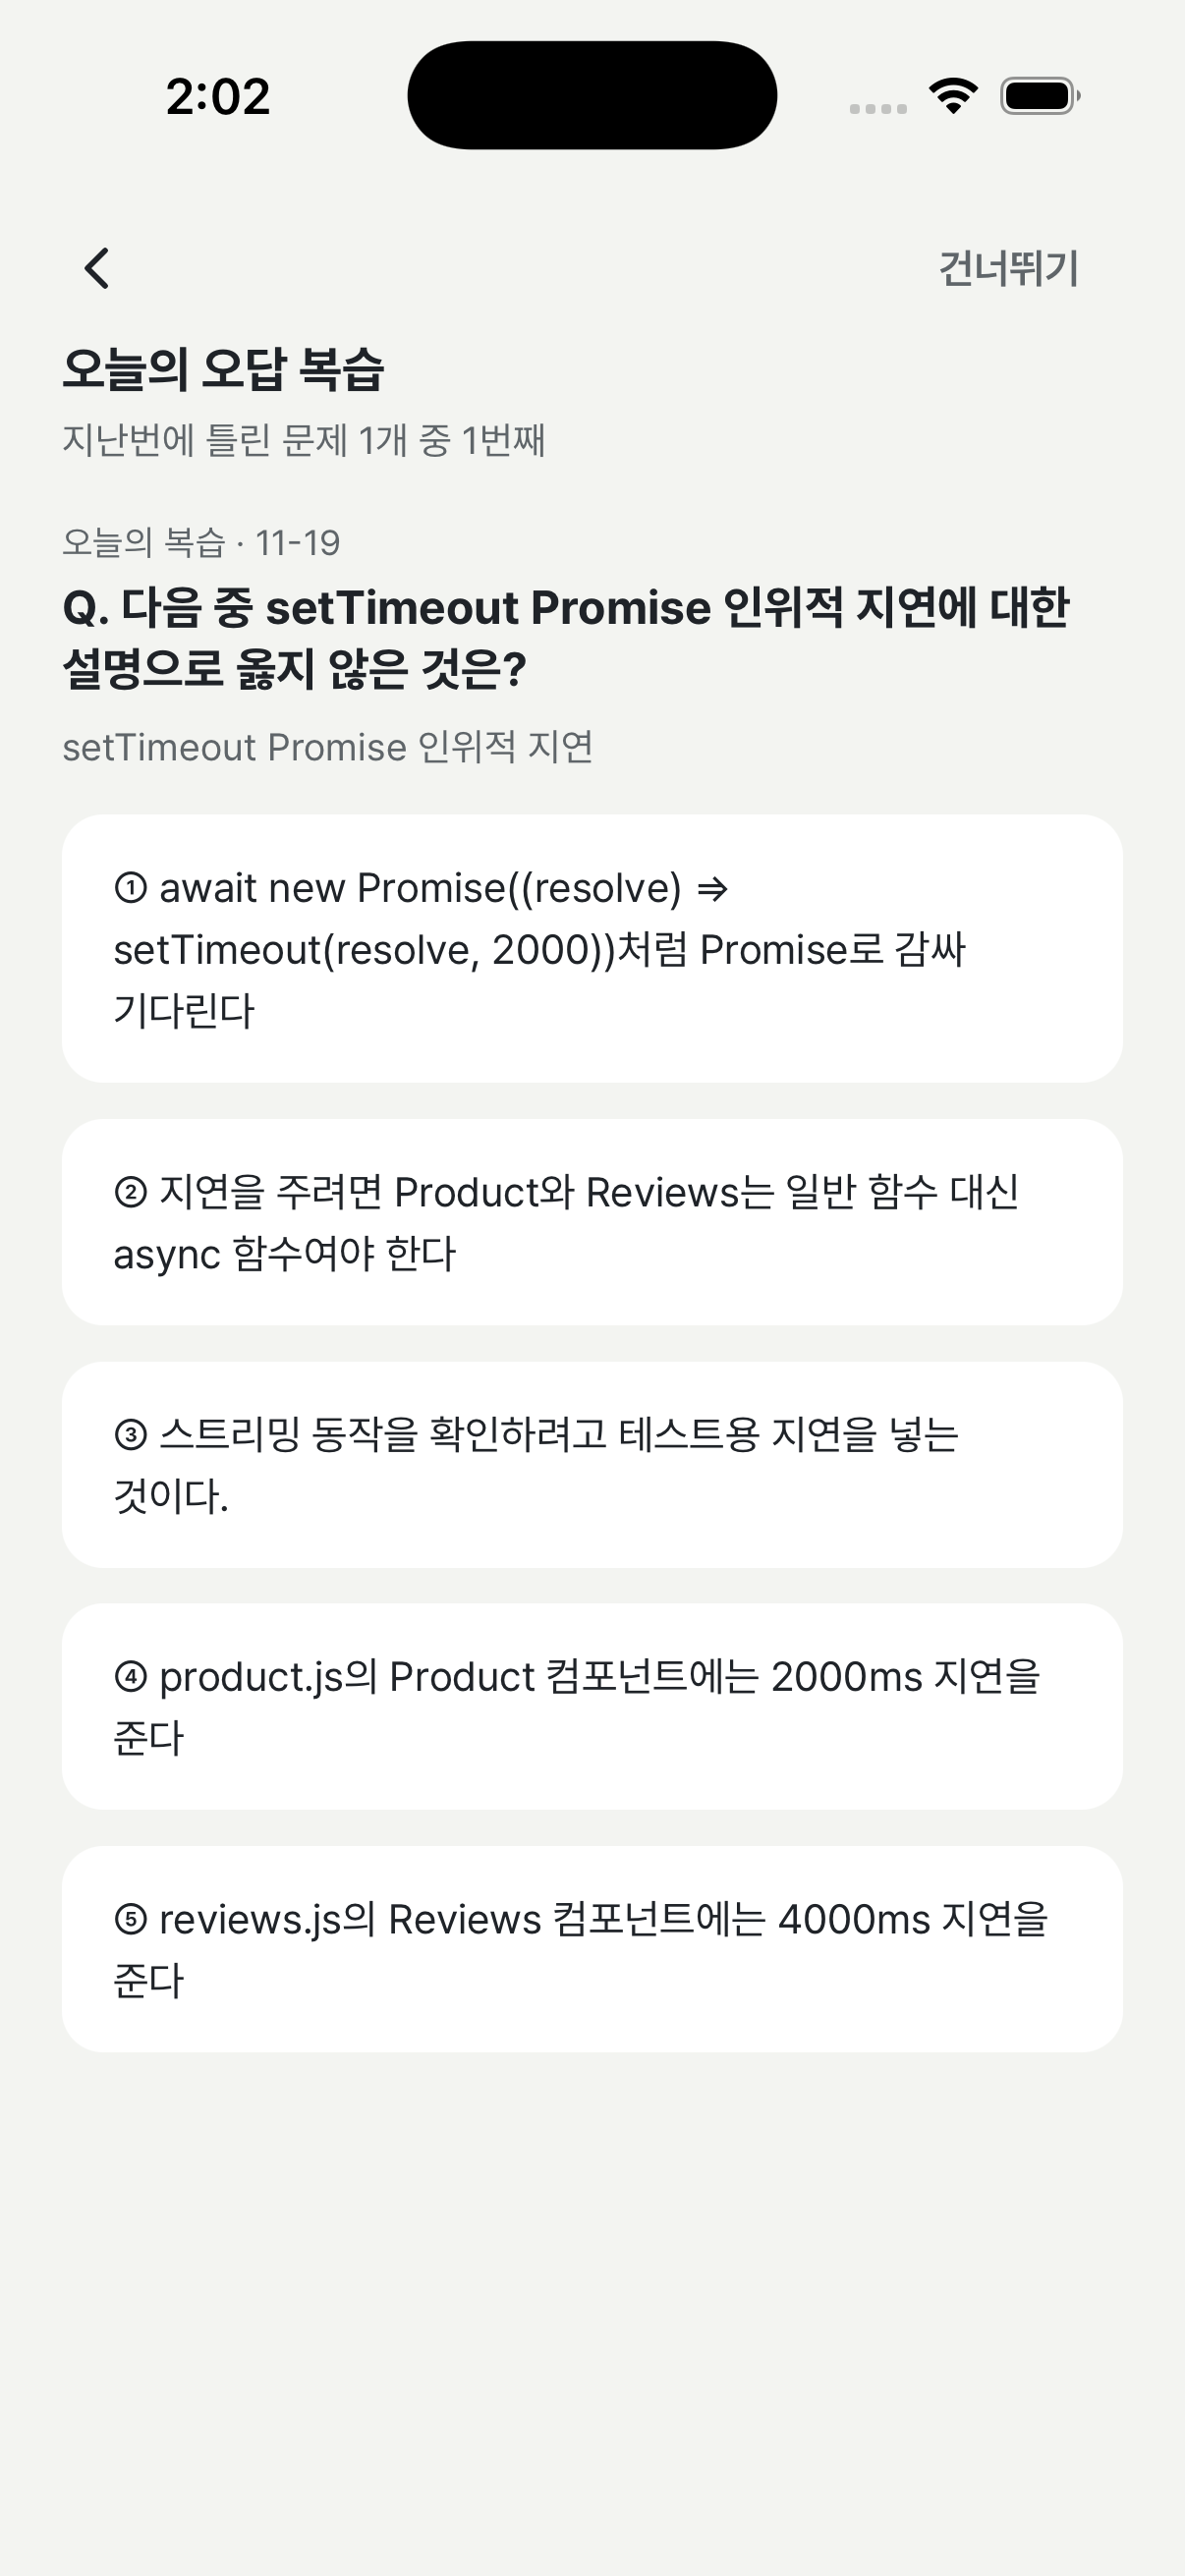 2:02
건너뛰기
오늘의 오답 복습
지난번에 틀린 문제 1개 중 1번째
오늘의 복습 · 11-19
Q. 다음 중 setTimeout Promise 인위적 지연에 대한
설명으로 옳지 않은 것은?
setTimeout Promise 인위적 지연
① await new Promise((resolve) =>
setTimeout(resolve, 2000))처럼 Promise로 감싸
기다린다
② 지연을 주려면 Product와 Reviews는 일반 함수 대신
async 함수여야 한다
③ 스트리밍 동작을 확인하려고 테스트용 지연을 넣는
것이다.
④ product.js의 Product 컴포넌트에는 2000ms 지연을
준다
⑤ reviews.js의 Reviews 컴포넌트에는 4000ms 지연을
준다